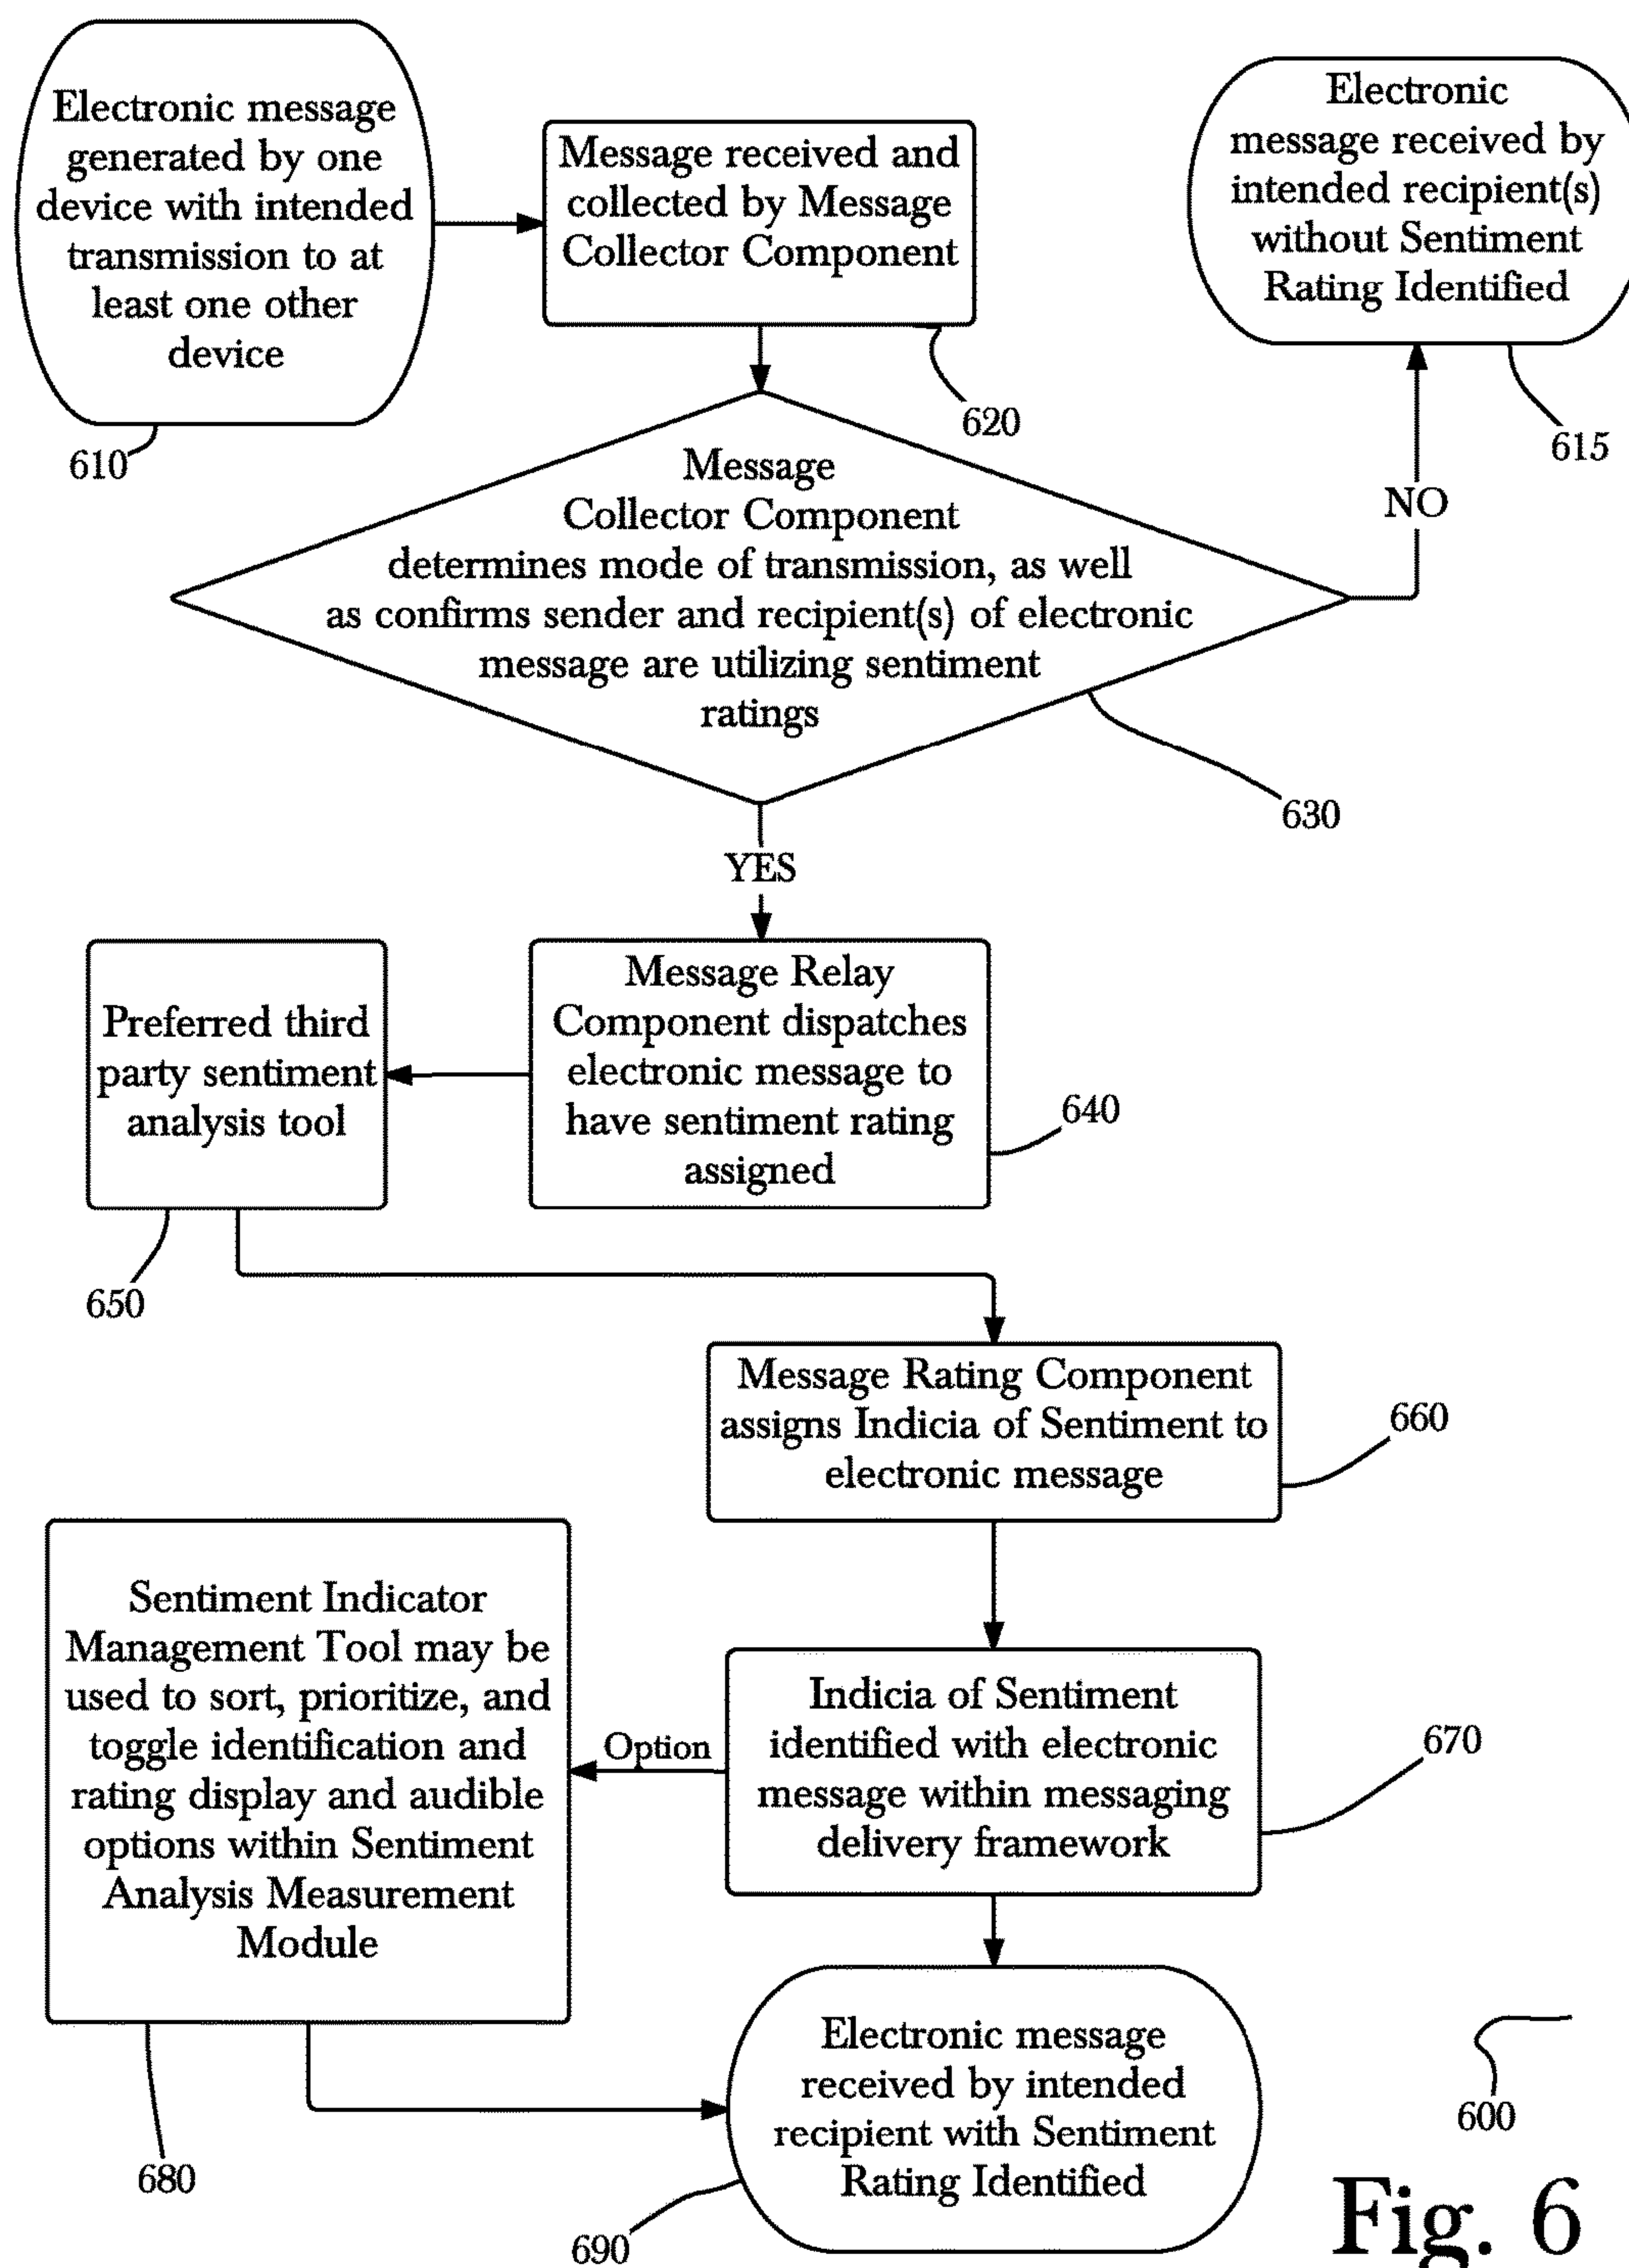 Electronic message
generated by one
device with intended
transmission to at
least one other
device
610
Message received and
collected by Message
Collector Component
620
Electronic
message received by
intended recipient(s)
without Sentiment
Rating Identified
615
NO
Message
Collector Component
determines mode of transmission, as well
as confirms sender and recipient(s) of electronic
message are utilizing sentiment
ratings
630
YES
Message Relay
Component dispatches
electronic message to
have sentiment rating
assigned
640
Preferred third
party sentiment
analysis tool
650
Message Rating Component
assigns Indicia of Sentiment to
electronic message
660
Indicia of Sentiment
identified with electronic
message within messaging
delivery framework
670
Option
Sentiment Indicator
Management Tool may be
used to sort, prioritize, and
toggle identification and
rating display and audible
options within Sentiment
Analysis Measurement
Module
680
Electronic message
received by intended
recipient with Sentiment
Rating Identified
690
600
Fig. 6